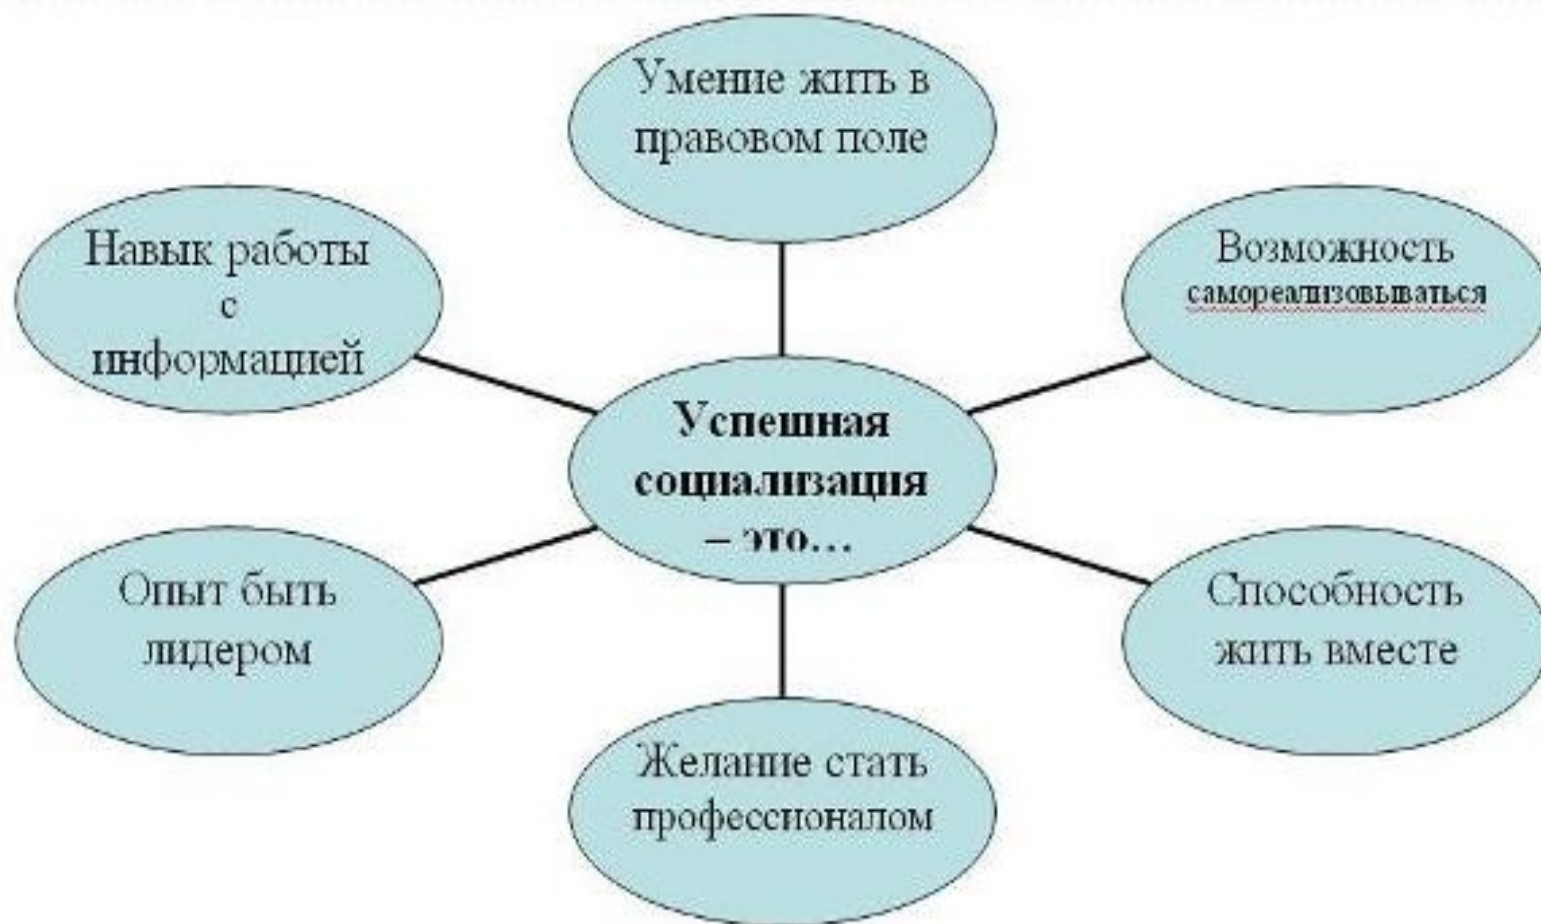 Умение жить в
правовом поле
Возможность
самореализовываться
Способность
жить вместе
Желание стать
профессионалом
Опыт быть
лидером
Навык работы
с
информацией
Успешная
социализация
– это...